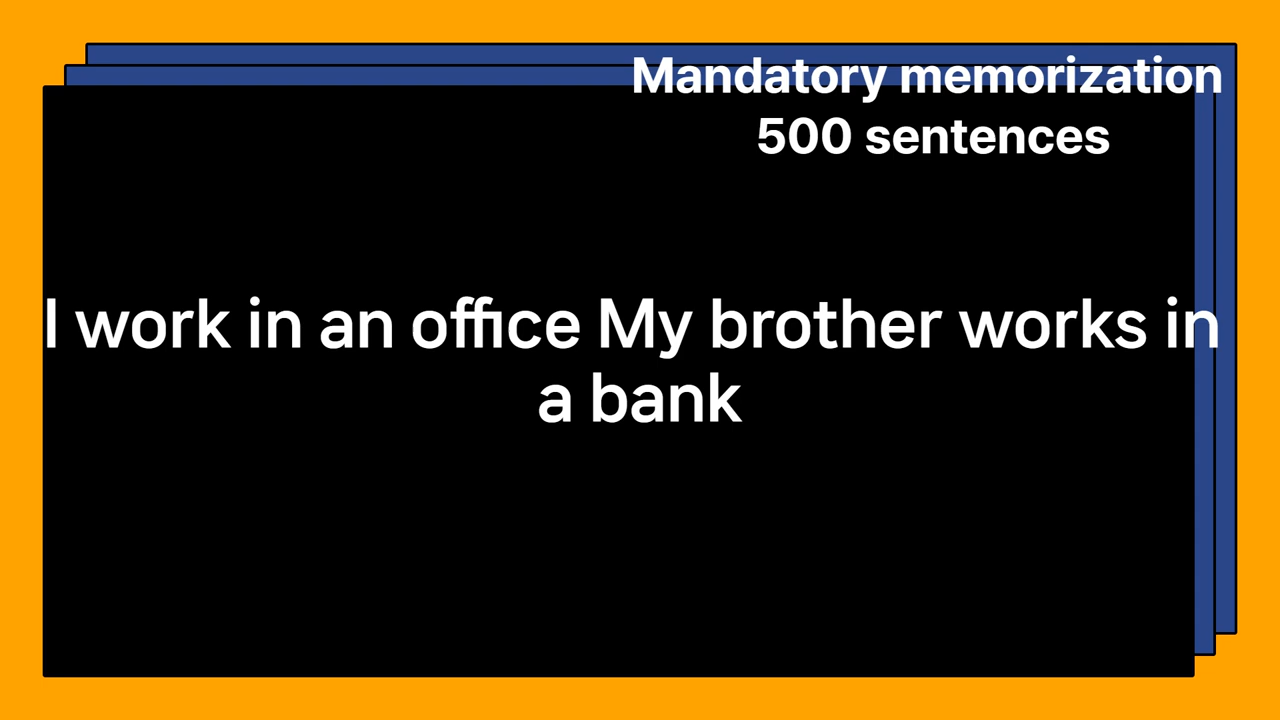 Mandatory memorization
500 sentences
I work in an office My brother works in
a bank